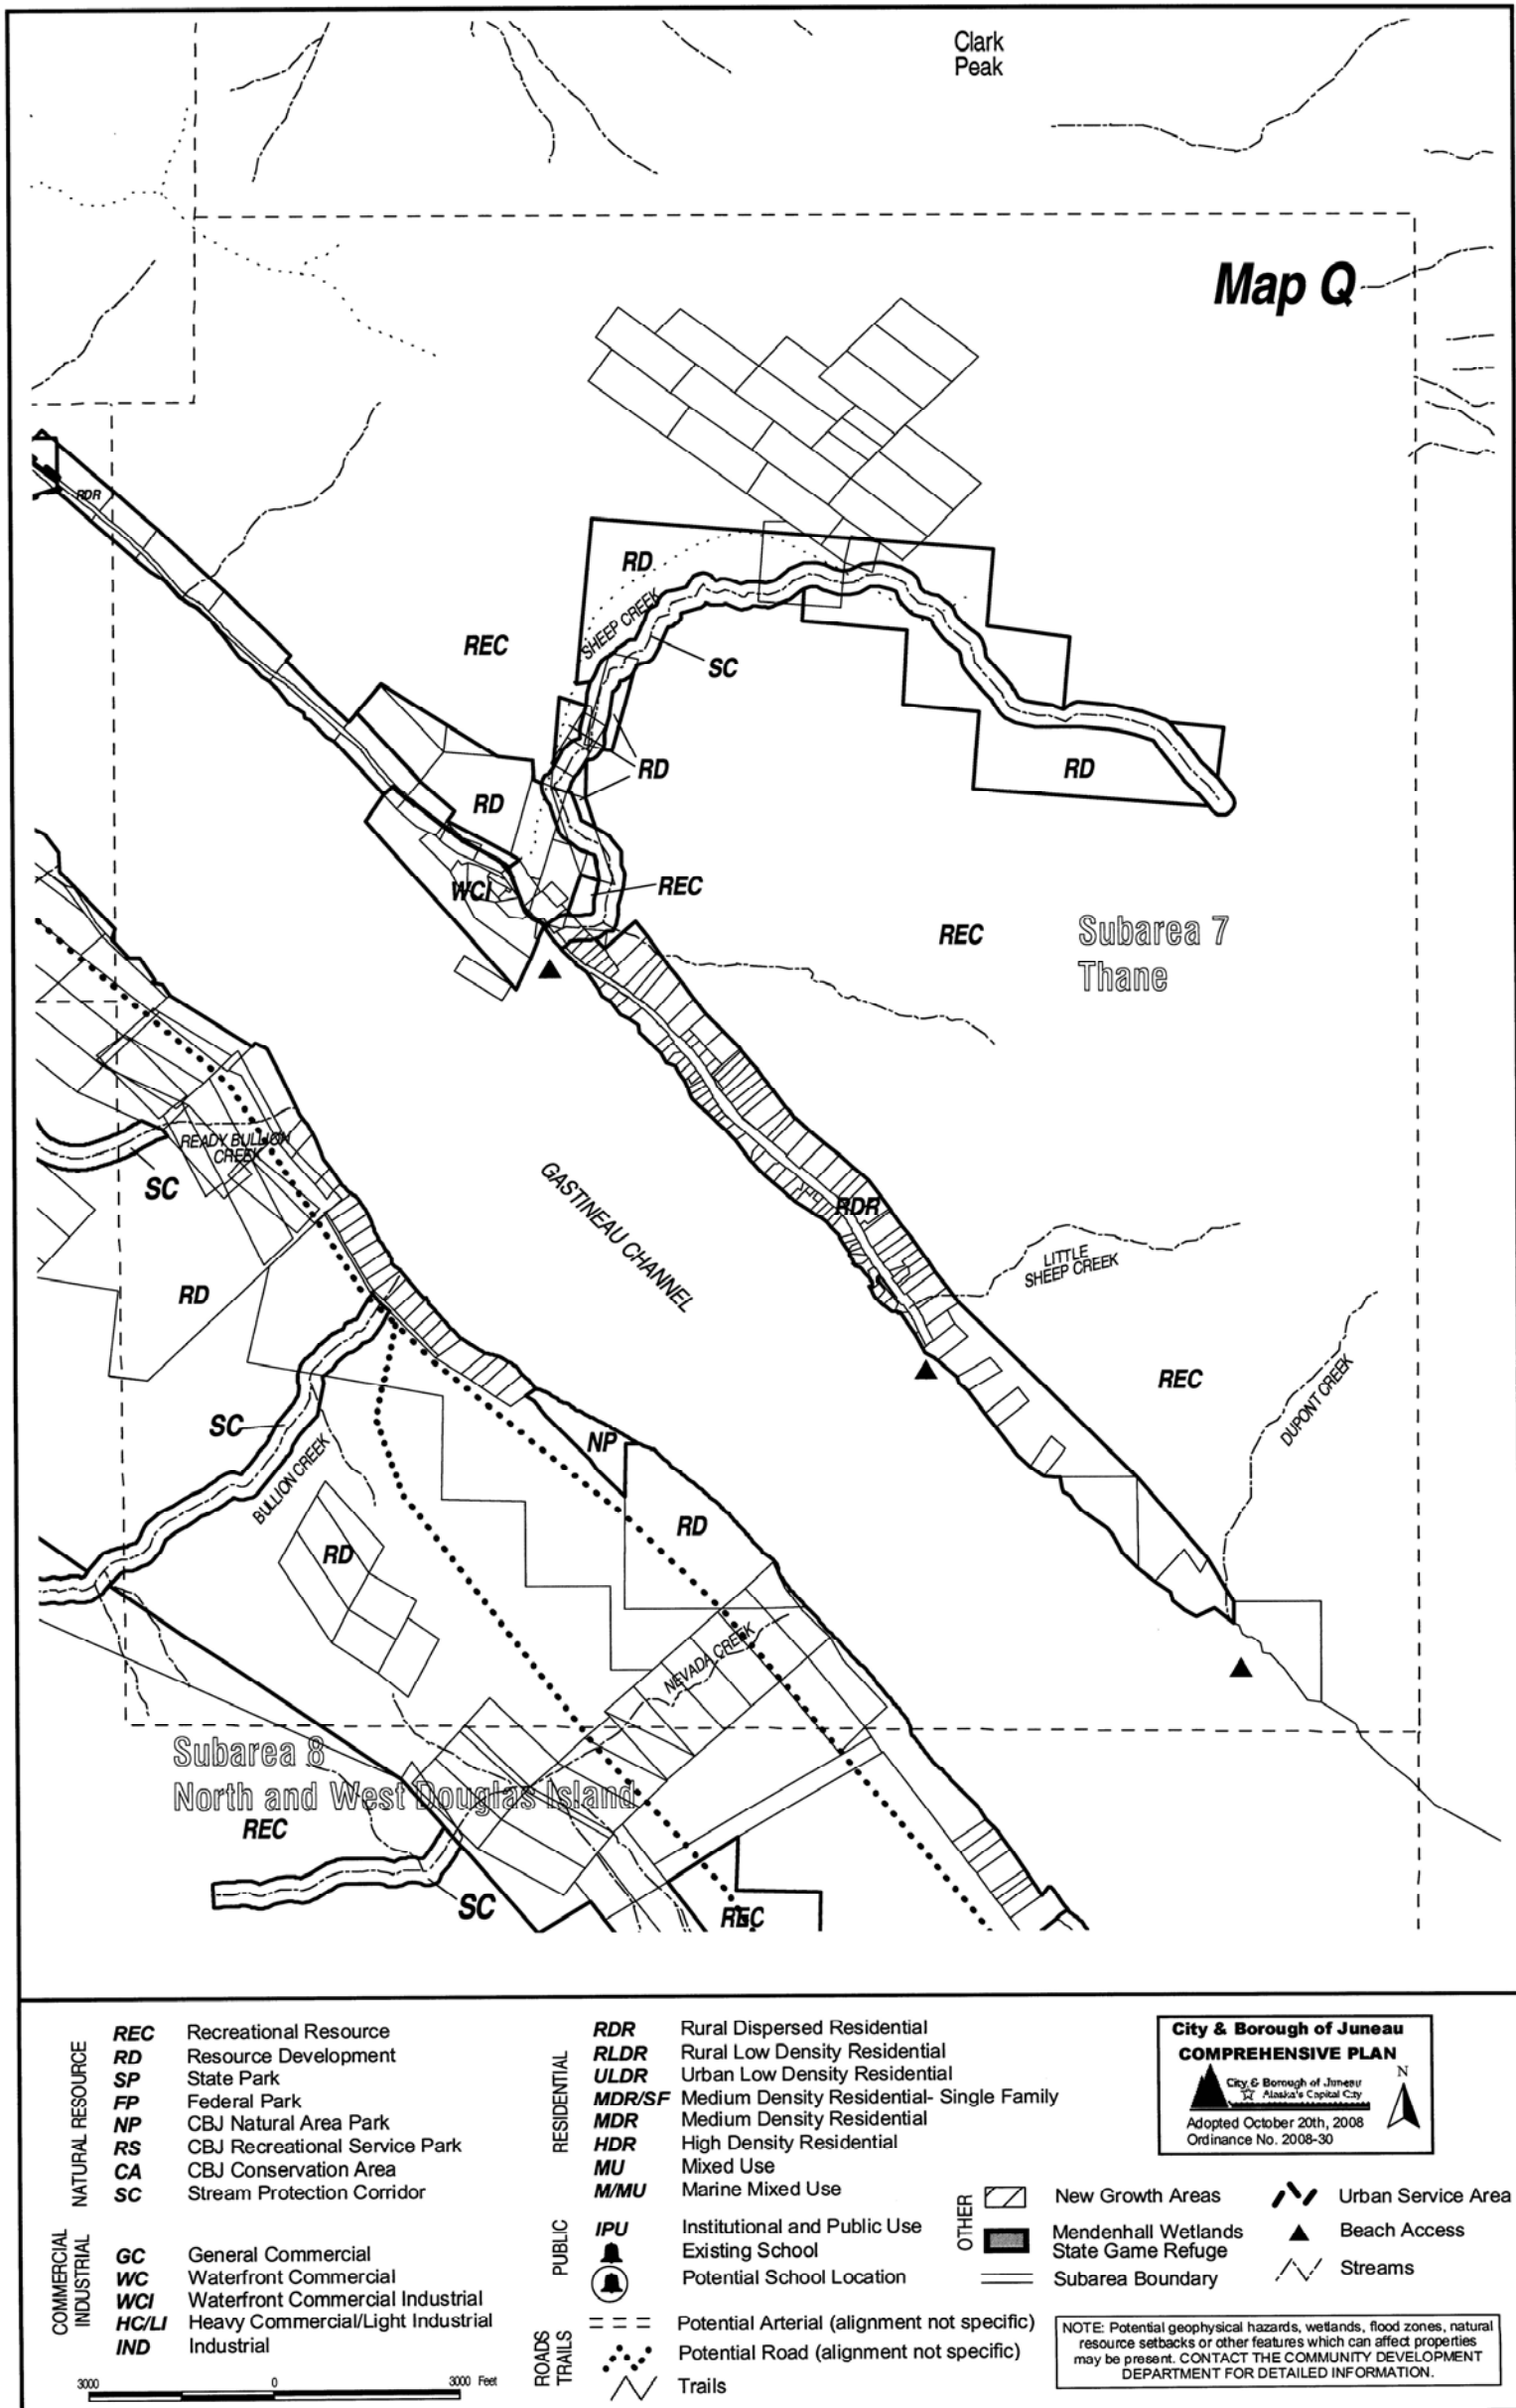 Clark
Peak
Map Q
RDR
RD
SHEEP CREEK
REC
SC
RD
RD
RD
WCI
REC
REC
Subarea 7
Thane
READY BULLION
CREEK
SC
GASTINEAU CHANNEL
RDR
LITTLE
SHEEP CREEK
RD
REC
DUPONT CREEK
SC
BULLION CREEK
NP
RD
RD
NEVADA CREEK
Subarea 8
North and West Douglas Island
REC
SC
REC
NATURAL RESOURCE
REC Recreational Resource
RD Resource Development
SP State Park
FP Federal Park
NP CBJ Natural Area Park
RS CBJ Recreational Service Park
CA CBJ Conservation Area
SC Stream Protection Corridor
COMMERCIAL
INDUSTRIAL
GC General Commercial
WC Waterfront Commercial
WCI Waterfront Commercial Industrial
HC/LI Heavy Commercial/Light Industrial
IND Industrial
3000 0 3000 Feet
RESIDENTIAL
RDR Rural Dispersed Residential
RLDR Rural Low Density Residential
ULDR Urban Low Density Residential
MDR/SF Medium Density Residential- Single Family
MDR Medium Density Residential
HDR High Density Residential
MU Mixed Use
M/MU Marine Mixed Use
PUBLIC
IPU Institutional and Public Use
Existing School
Potential School Location
ROADS
TRAILS
Potential Arterial (alignment not specific)
Potential Road (alignment not specific)
Trails
City & Borough of Juneau
COMPREHENSIVE PLAN
City & Borough of Juneau
Alaska's Capital City
N
Adopted October 20th, 2008
Ordinance No. 2008-30
OTHER
New Growth Areas
Mendenhall Wetlands
State Game Refuge
Subarea Boundary
Urban Service Area
Beach Access
Streams
NOTE: Potential geophysical hazards, wetlands, flood zones, natural
resource setbacks or other features which can affect properties
may be present. CONTACT THE COMMUNITY DEVELOPMENT
DEPARTMENT FOR DETAILED INFORMATION.